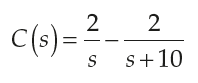 C(s) = 2/s − 2/(s+10)